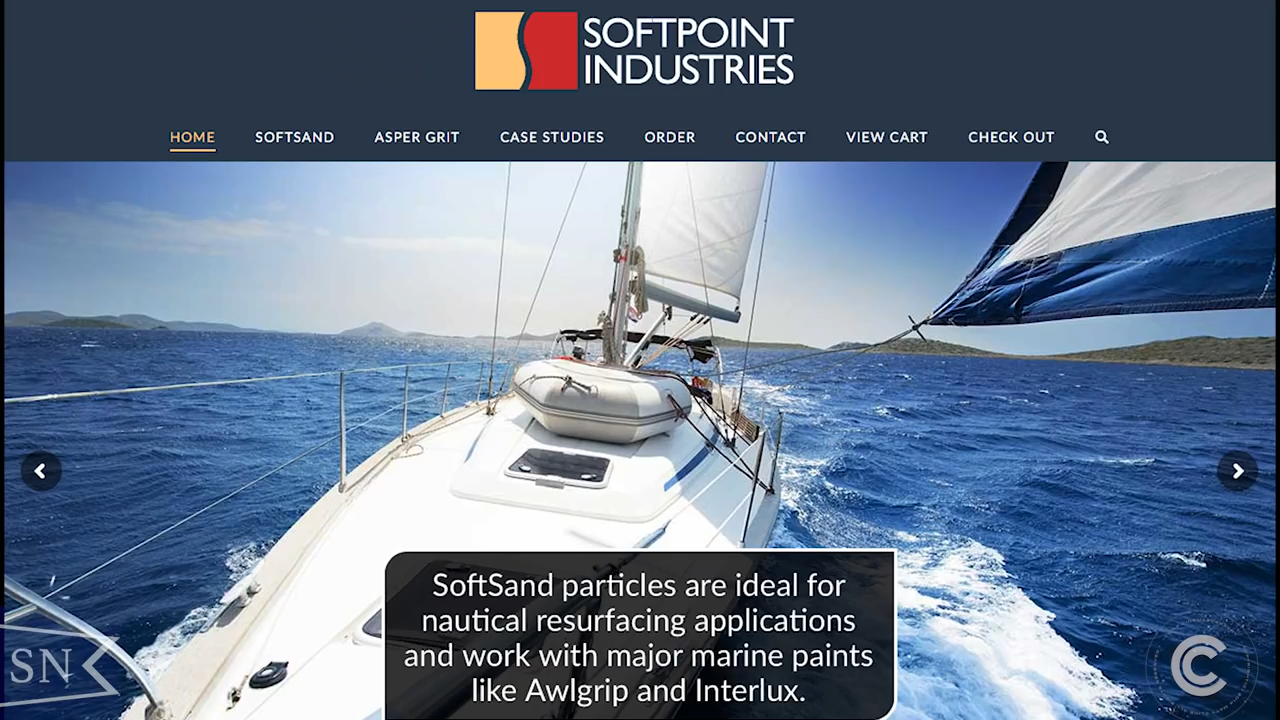 SOFTPOINT
INDUSTRIES
HOME SOFTSAND ASPER GRIT CASE STUDIES ORDER CONTACT VIEW CART CHECK OUT
SoftSand particles are ideal for
nautical resurfacing applications
and work with major marine paints
like Awlgrip and Interlux.
SN
C